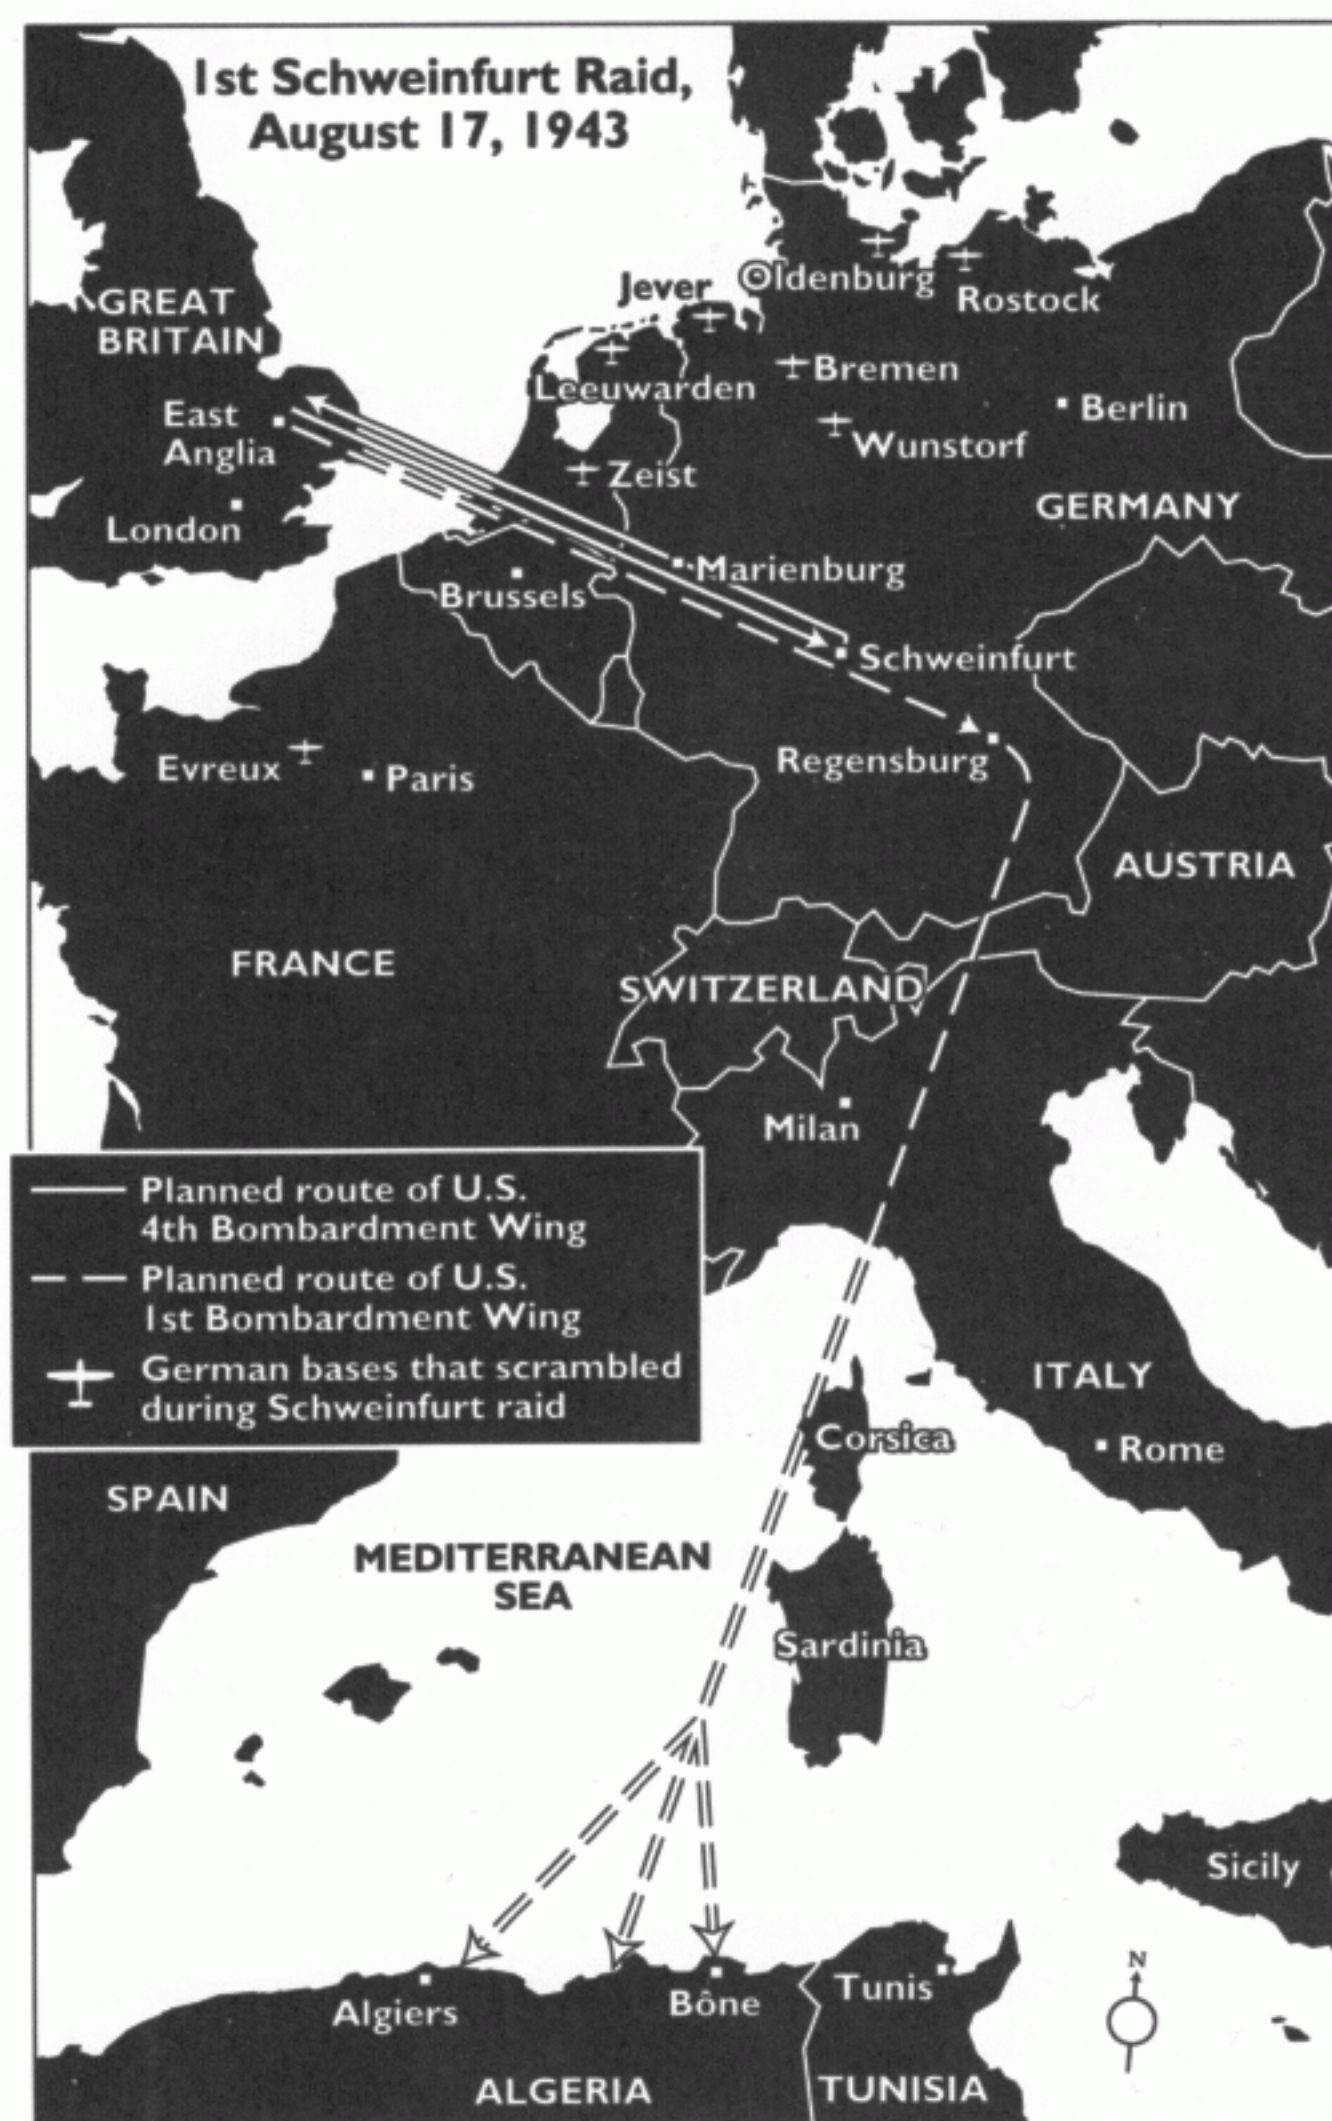 1st Schweinfurt Raid,
August 17, 1943
Jever
Oldenburg
Rostock
GREAT
BRITAIN
Leeuwarden
Bremen
Berlin
East
Anglia
Wunstorf
Zeist
GERMANY
London
Marienburg
Brussels
Schweinfurt
Regensburg
Evreux
Paris
AUSTRIA
FRANCE
SWITZERLAND
Milan
Planned route of U.S.
4th Bombardment Wing
Planned route of U.S.
1st Bombardment Wing
German bases that scrambled
during Schweinfurt raid
ITALY
Corsica
Rome
SPAIN
MEDITERRANEAN
SEA
Sardinia
Sicily
N
Algiers
Bône
Tunis
ALGERIA
TUNISIA